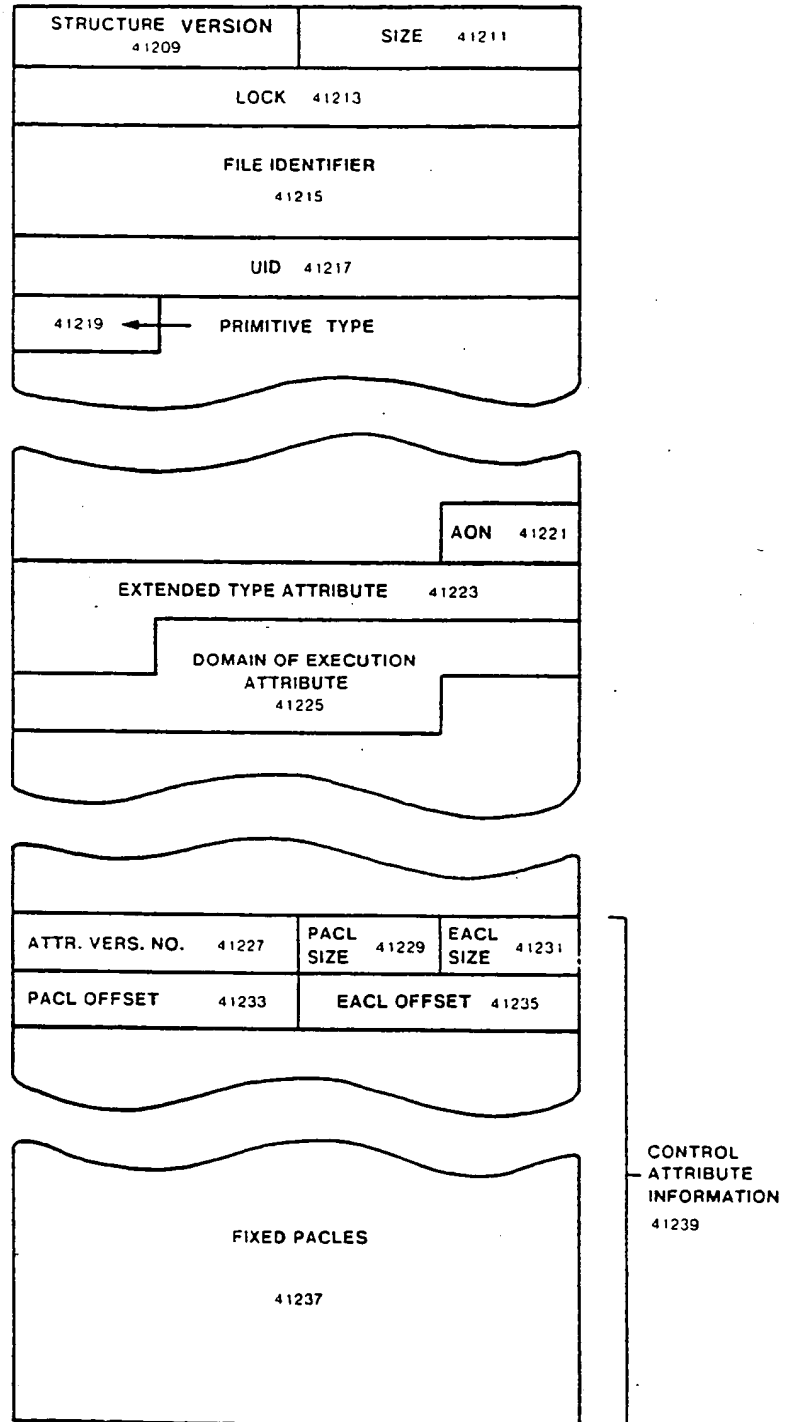 STRUCTURE VERSION
41209
SIZE 41211
LOCK 41213
FILE IDENTIFIER
41215
UID 41217
41219
PRIMITIVE TYPE
AON 41221
EXTENDED TYPE ATTRIBUTE 41223
DOMAIN OF EXECUTION
ATTRIBUTE
41225
ATTR. VERS. NO. 41227
PACL
SIZE 41229
EACL
SIZE 41231
PACL OFFSET 41233
EACL OFFSET 41235
FIXED PACLES
41237
CONTROL
ATTRIBUTE
INFORMATION
41239